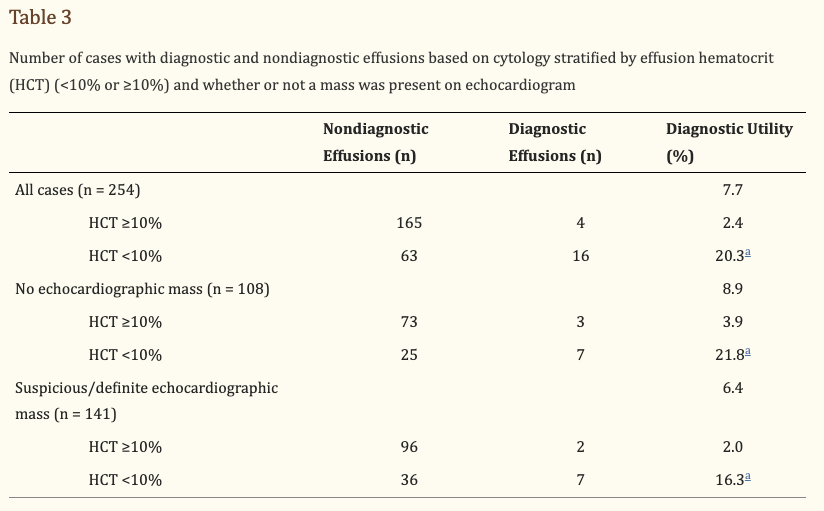 Table 3
Number of cases with diagnostic and nondiagnostic effusions based on cytology stratified by effusion hematocrit
(HCT) (<10% or ≥10%) and whether or not a mass was present on echocardiogram
Nondiagnostic Effusions (n) Diagnostic Effusions (n) Diagnostic Utility (%)
All cases (n = 254) 7.7
HCT ≥10% 165 4 2.4
HCT <10% 63 16 20.3a
No echocardiographic mass (n = 108) 8.9
HCT ≥10% 73 3 3.9
HCT <10% 25 7 21.8a
Suspicious/definite echocardiographic mass (n = 141) 6.4
HCT ≥10% 96 2 2.0
HCT <10% 36 7 16.3a